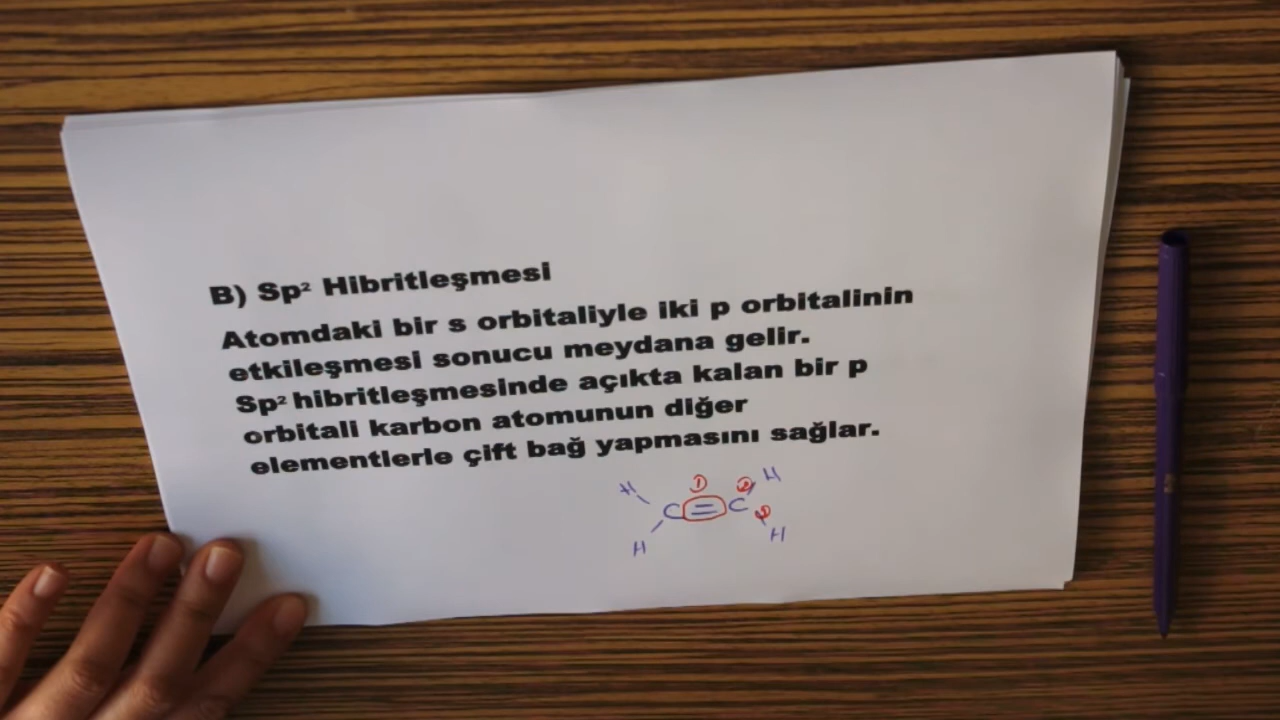 B) Sp² Hibritleşmesi
Atomdaki bir s orbitaliyle iki p orbitalinin
etkileşmesi sonucu meydana gelir.
Sp² hibritleşmesinde açıkta kalan bir p
orbitali karbon atomunun diğer
elementlerle çift bağ yapmasını sağlar.
H 1 2 H
C = C 3
H H